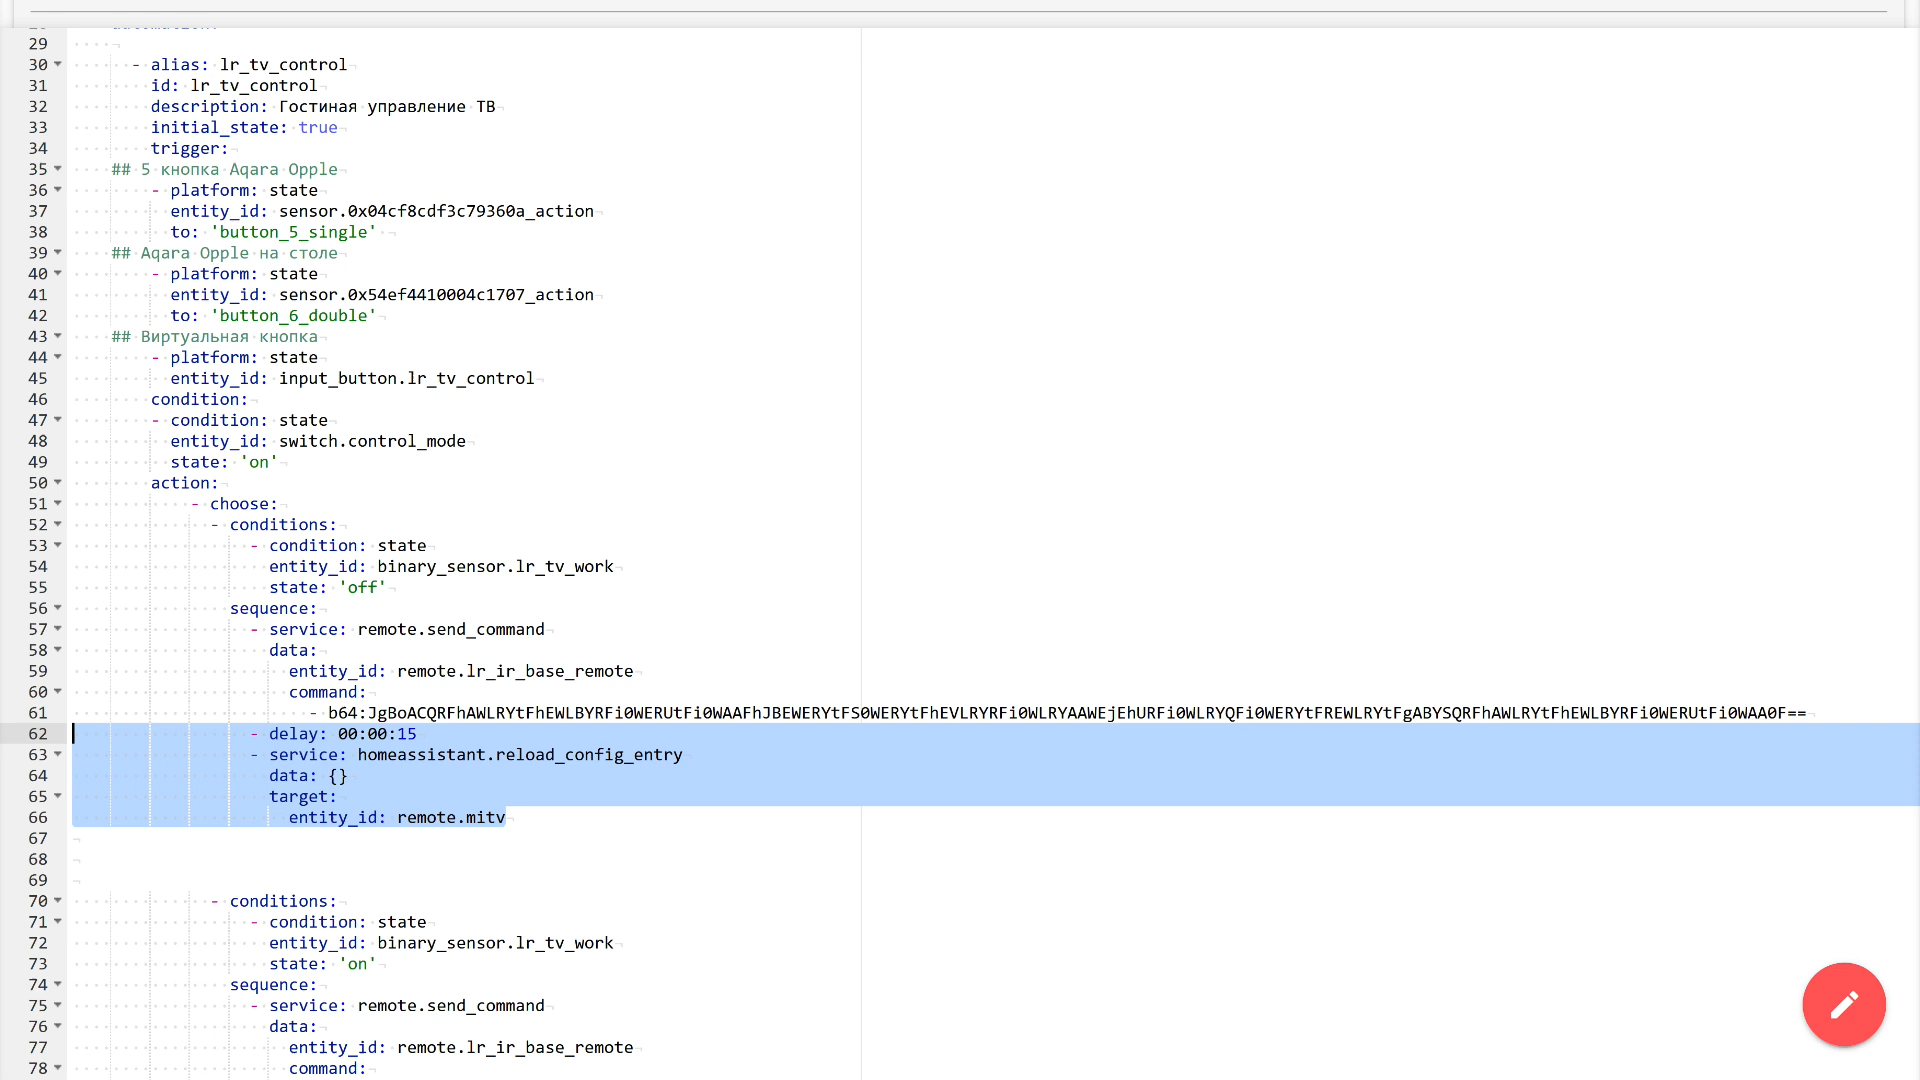 29
30 - alias: lr_tv_control
31 id: lr_tv_control
32 description: Гостиная управление ТВ
33 initial_state: true
34 trigger:
35 ## 5 кнопка Aqara Opple
36 - platform: state
37 entity_id: sensor.0x04cf8cdf3c79360a_action
38 to: 'button_5_single'
39 ## Aqara Opple на столе
40 - platform: state
41 entity_id: sensor.0x54ef4410004c1707_action
42 to: 'button_6_double'
43 ## Виртуальная кнопка
44 - platform: state
45 entity_id: input_button.lr_tv_control
46 condition:
47 - condition: state
48 entity_id: switch.control_mode
49 state: 'on'
50 action:
51 - choose:
52 - conditions:
53 - condition: state
54 entity_id: binary_sensor.lr_tv_work
55 state: 'off'
56 sequence:
57 - service: remote.send_command
58 data:
59 entity_id: remote.lr_ir_base_remote
60 command:
61 - b64:JgBoACQRFhAWLRYtFhEWLBYRFi0WERUtFi0WAAFhJBEWERYtFS0WERYtFhEVLRYRFi0WLRYAAWEjEhURFi0WLRYQFi0WERYtFREWLRYtFgABYSQRFhAWLRYtFhEWLBYRFi0WERUtFi0WAA0F==
62 - delay: 00:00:15
63 - service: homeassistant.reload_config_entry
64 data: {}
65 target:
66 entity_id: remote.mitv
67
68
69
70 - conditions:
71 - condition: state
72 entity_id: binary_sensor.lr_tv_work
73 state: 'on'
74 sequence:
75 - service: remote.send_command
76 data:
77 entity_id: remote.lr_ir_base_remote
78 command: